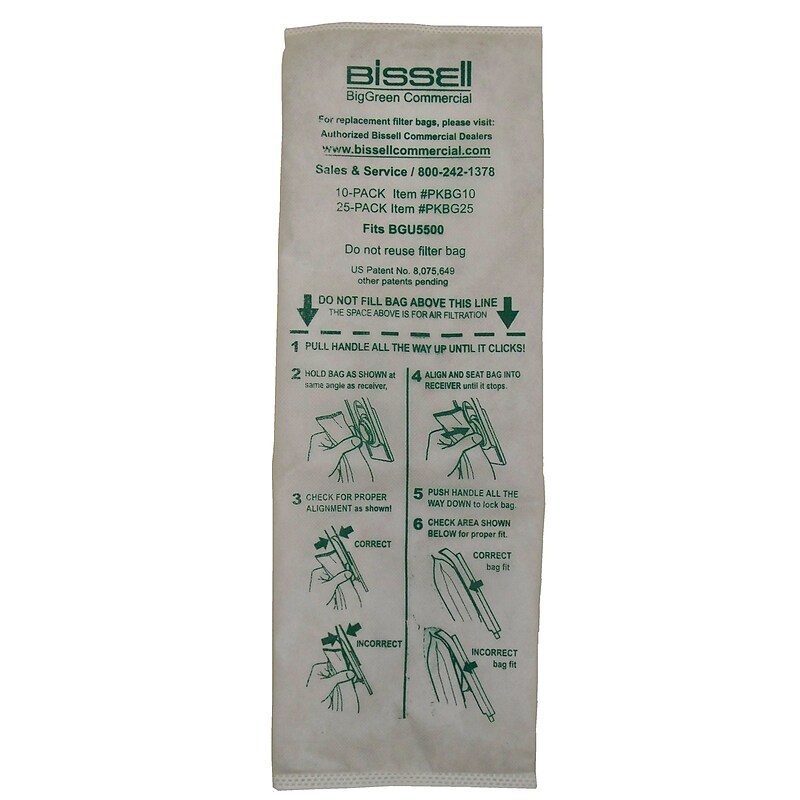 BISSELL
BigGreen Commercial
For replacement filter bags, please visit:
Authorized Bissell Commercial Dealers
www.bissellcommercial.com
Sales & Service / 800-242-1378
10-PACK Item #PKBG10
25-PACK Item #PKBG25
Fits BGU5500
Do not reuse filter bag
US Patent No. 8,075,649
other patents pending
DO NOT FILL BAG ABOVE THIS LINE
THE SPACE ABOVE IS FOR AIR FILTRATION
1 PULL HANDLE ALL THE WAY UP UNTIL IT CLICKS!
2 HOLD BAG AS SHOWN at
same angle as receiver,
3 CHECK FOR PROPER
ALIGNMENT as shown!
CORRECT
INCORRECT
4 ALIGN AND SEAT BAG INTO
RECEIVER until it stops.
5 PUSH HANDLE ALL THE
WAY DOWN to lock bag.
6 CHECK AREA SHOWN
BELOW for proper fit.
CORRECT
bag fit
INCORRECT
bag fit